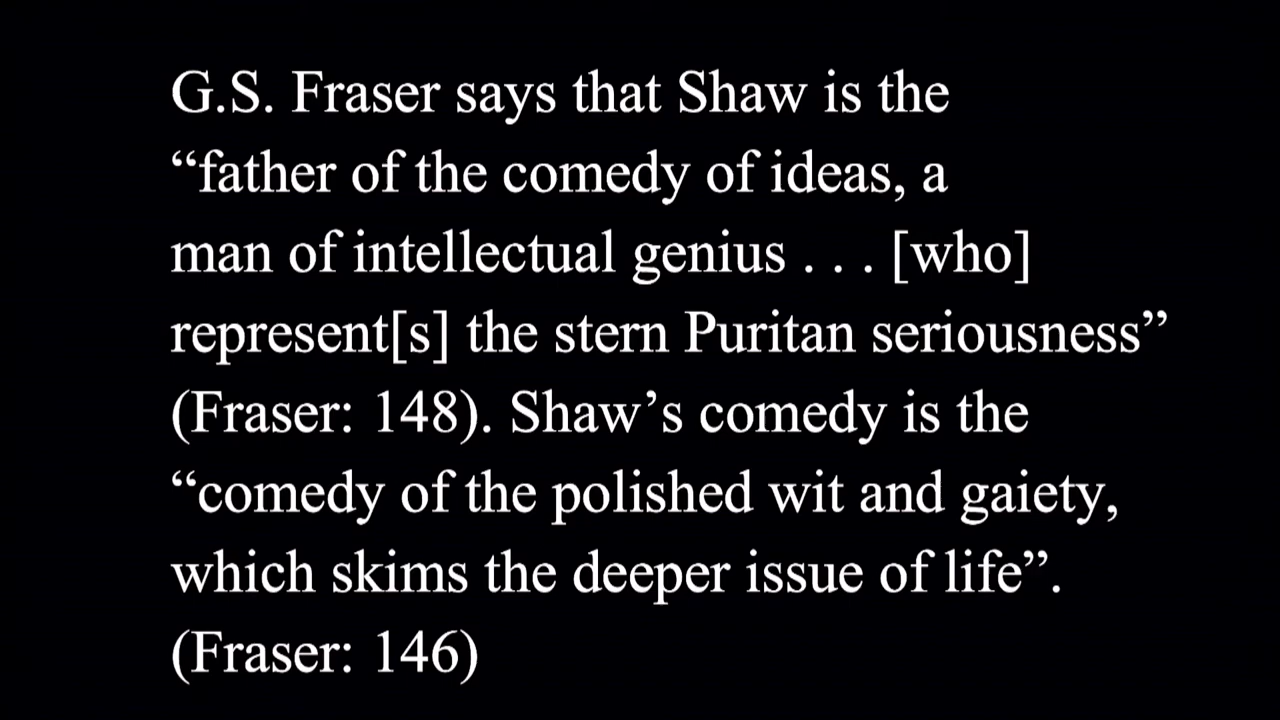 G.S. Fraser says that Shaw is the
“father of the comedy of ideas, a
man of intellectual genius . . . [who]
represent[s] the stern Puritan seriousness”
(Fraser: 148). Shaw’s comedy is the
“comedy of the polished wit and gaiety,
which skims the deeper issue of life”.
(Fraser: 146)